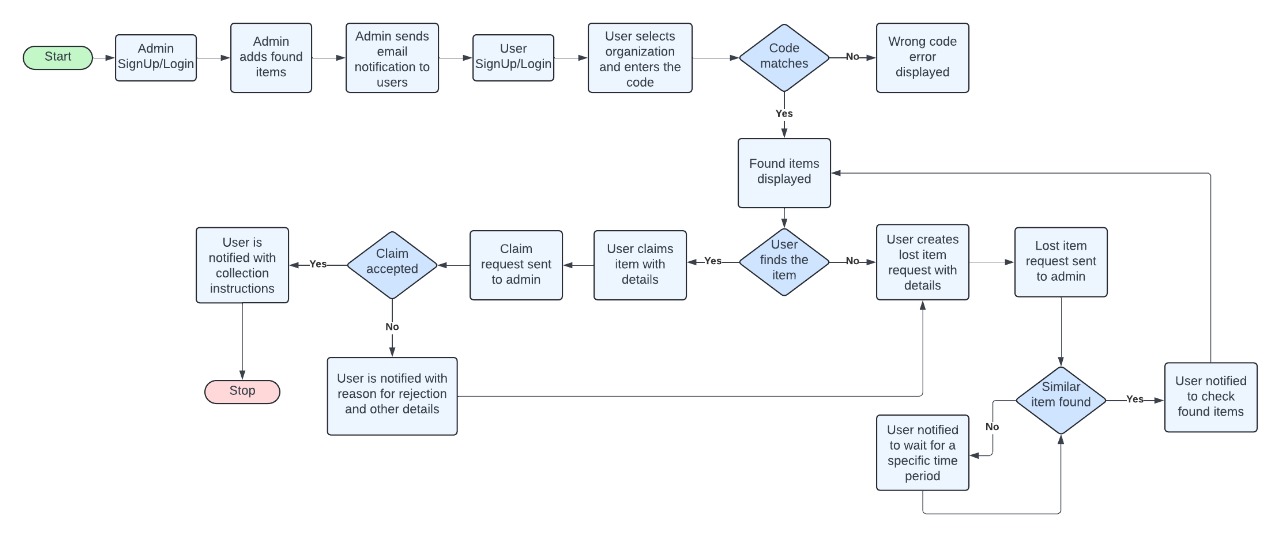 Start
Admin
SignUp/Login
Admin
adds found
items
Admin sends
email
notification to
users
User
SignUp/Login
User selects
organization
and enters the
code
Code
matches
No
Wrong code
error
displayed
Yes
Found items
displayed
User is
notified with
collection
instructions
Yes
Claim
accepted
Claim
request sent
to admin
User claims
item with
details
Yes
User
finds the
item
No
User creates
lost item
request with
details
Lost item
request sent
to admin
No
Stop
User is notified with
reason for rejection
and other details
Similar
item found
Yes
User notified
to check
found items
No
User notified
to wait for a
specific time
period